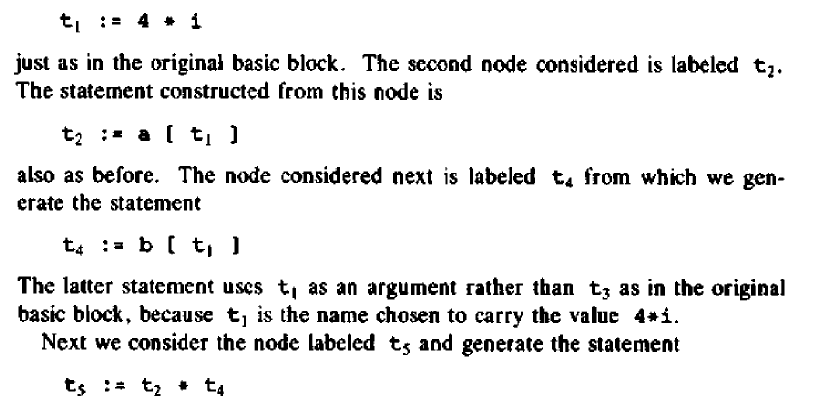 t₁ := 4 * i
just as in the original basic block. The second node considered is labeled t₂.
The statement constructed from this node is
t₂ := a [ t₁ ]
also as before. The node considered next is labeled t₄ from which we gen-
erate the statement
t₄ := b [ t₁ ]
The latter statement uses t₁ as an argument rather than t₃ as in the original
basic block, because t₁ is the name chosen to carry the value 4*i.
Next we consider the node labeled t₅ and generate the statement
t₅ := t₂ * t₄